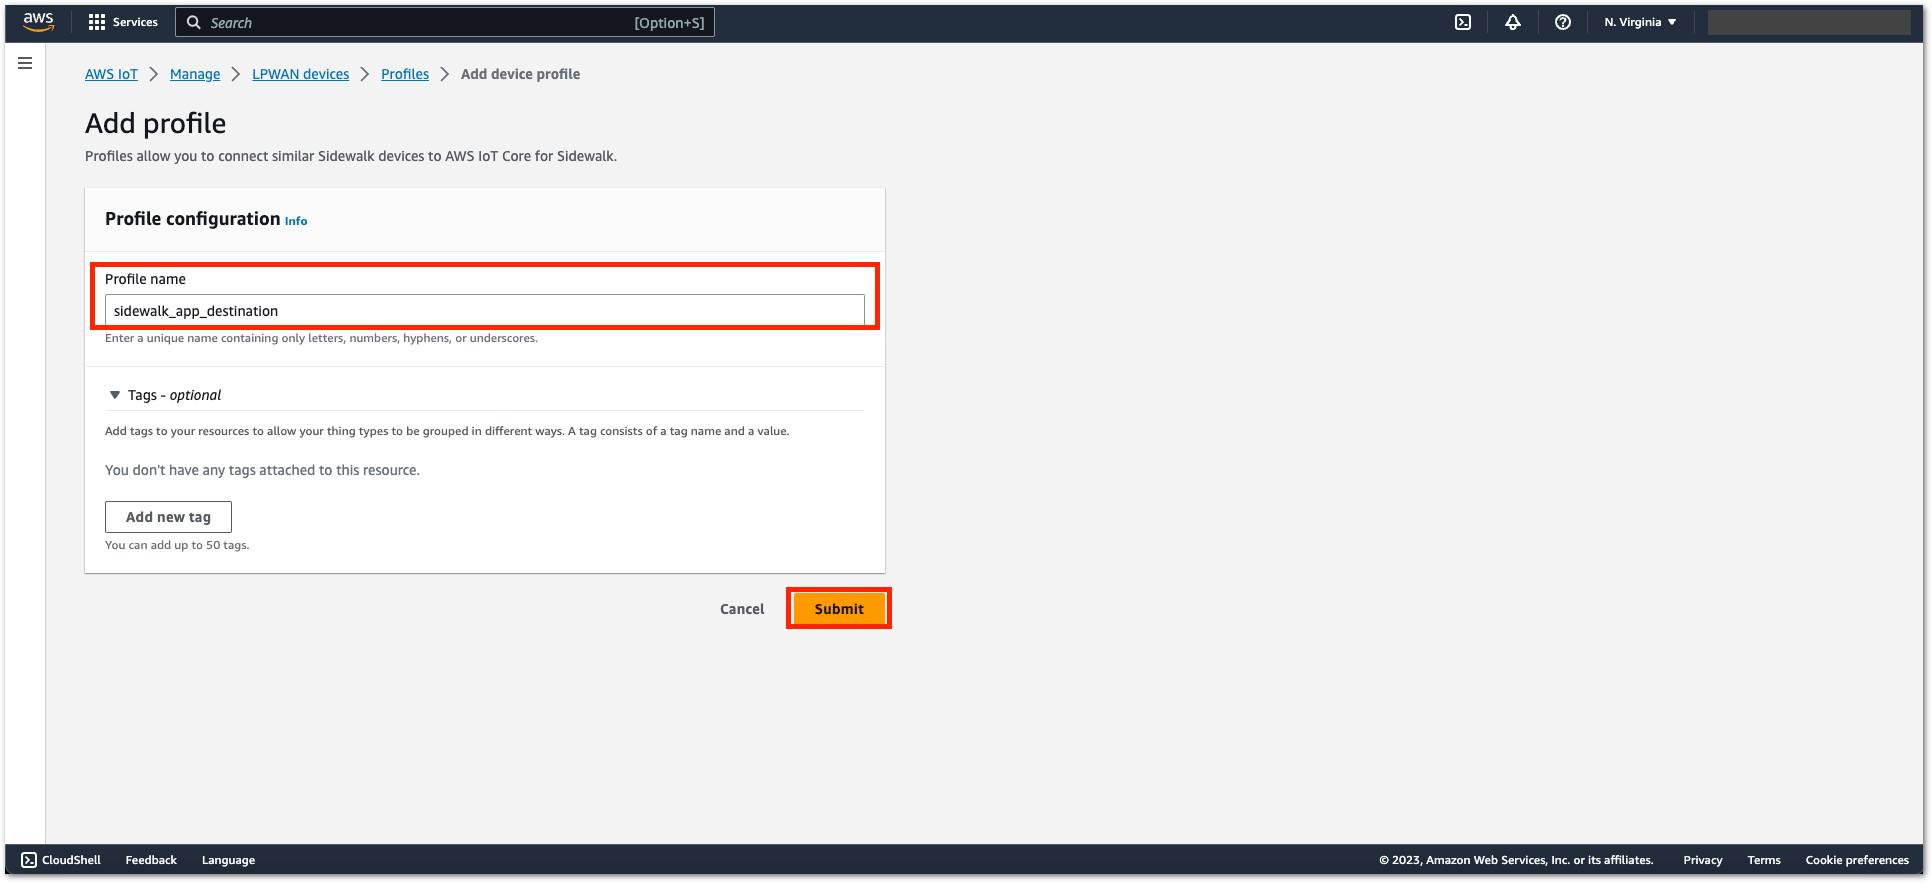 aws Services Search [Option+S] N. Virginia
AWS IoT Manage LPWAN devices Profiles Add device profile
Add profile
Profiles allow you to connect similar Sidewalk devices to AWS IoT Core for Sidewalk.
Profile configuration Info
Profile name
sidewalk_app_destination
Enter a unique name containing only letters, numbers, hyphens, or underscores.
Tags - optional
Add tags to your resources to allow your thing types to be grouped in different ways. A tag consists of a tag name and a value.
You don't have any tags attached to this resource.
Add new tag
You can add up to 50 tags.
Cancel Submit
CloudShell Feedback Language © 2023, Amazon Web Services, Inc. or its affiliates. Privacy Terms Cookie preferences